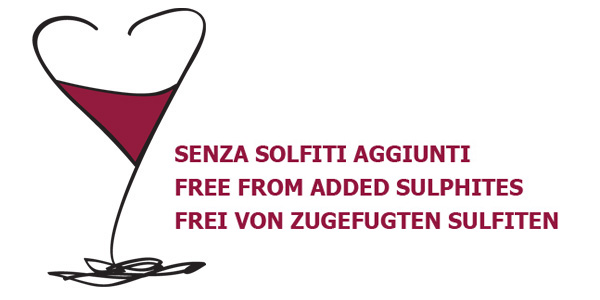 SENZA SOLFITI AGGIUNTI
FREE FROM ADDED SULPHITES
FREI VON ZUGEFUGTEN SULFITEN